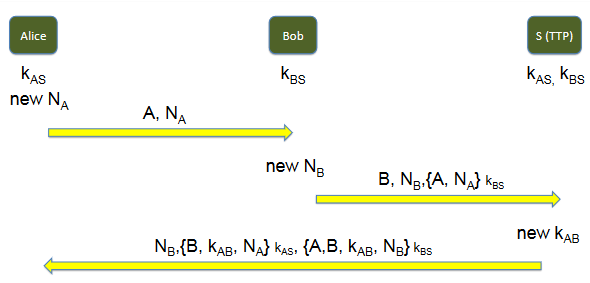 Alice Bob S (TTP)
kAS kBS kAS, kBS
new NA
A, NA
new NB
B, NB,{A, NA} kBS
new kAB
NB,{B, kAB, NA} kAS, {A,B, kAB, NB} kBS